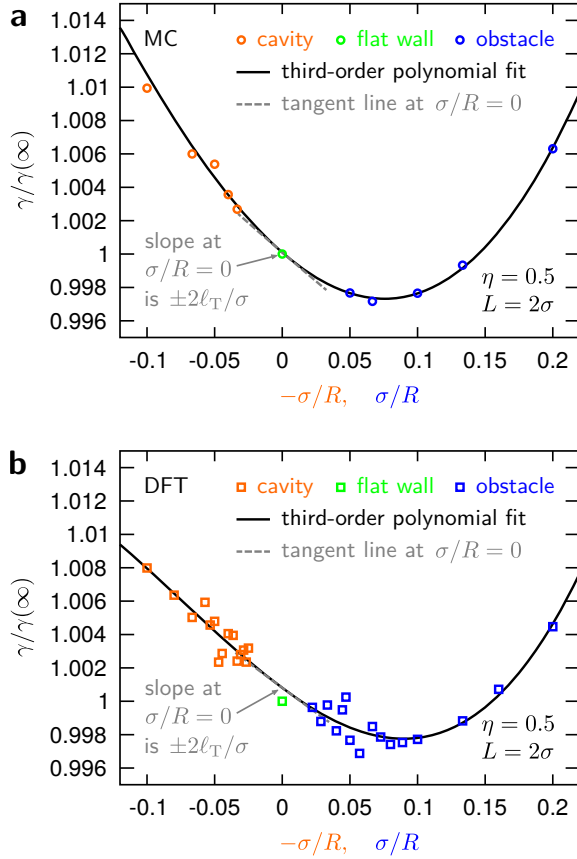 a
MC
cavity flat wall obstacle
third-order polynomial fit
tangent line at σ/R = 0
1.014
1.012
1.01
1.008
1.006
1.004
1.002
1
0.998
0.996
γ/γ(∞)
slope at
σ/R = 0
is ±2ℓ_T/σ
η = 0.5
L = 2σ
-0.1 -0.05 0 0.05 0.1 0.15 0.2
−σ/R, σ/R
b
DFT
cavity flat wall obstacle
third-order polynomial fit
tangent line at σ/R = 0
1.014
1.012
1.01
1.008
1.006
1.004
1.002
1
0.998
0.996
γ/γ(∞)
slope at
σ/R = 0
is ±2ℓ_T/σ
η = 0.5
L = 2σ
-0.1 -0.05 0 0.05 0.1 0.15 0.2
−σ/R, σ/R